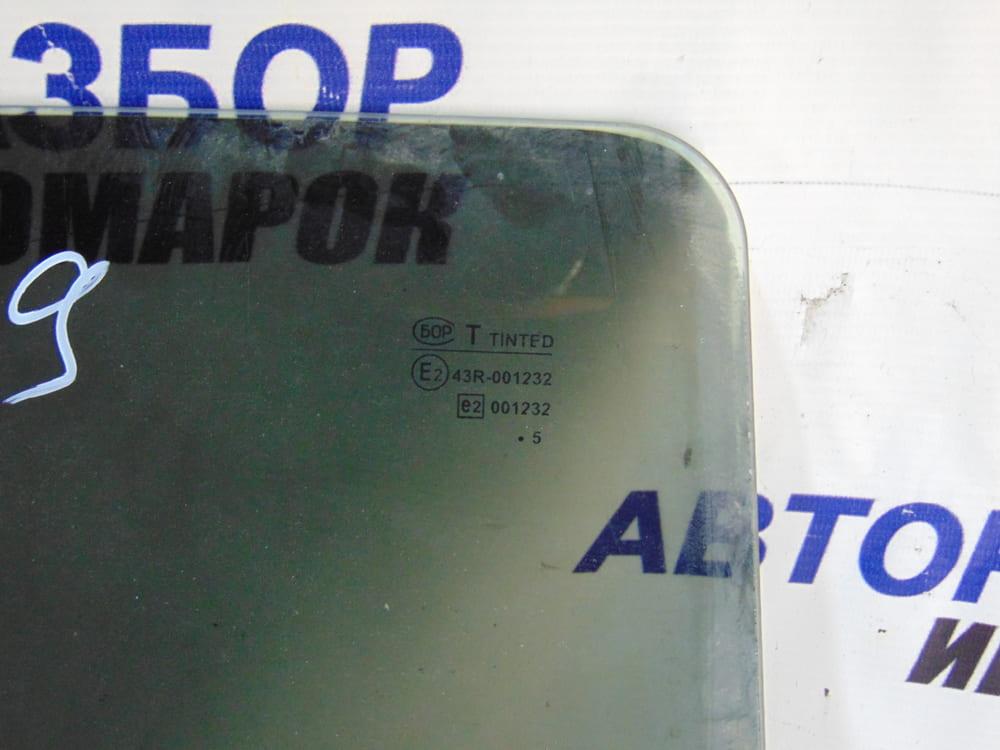 ЗБОР
ОМАРОК
9
БОР T TINTED
E2 43R-001232
e2 001232
• 5
АВТОР
И